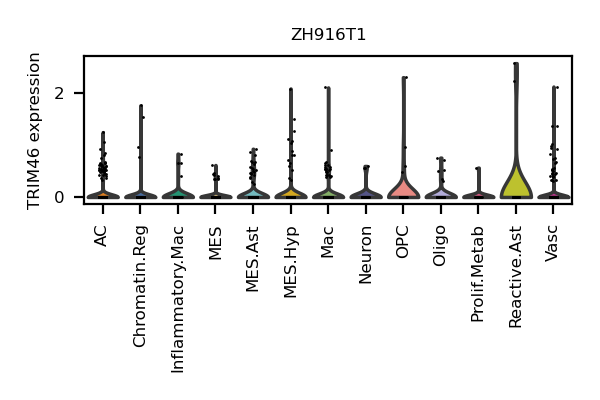 ZH916T1
TRIM46 expression
2
0
AC
Chromatin.Reg
Inflammatory.Mac
MES
MES.Ast
MES.Hyp
Mac
Neuron
OPC
Oligo
Prolif.Metab
Reactive.Ast
Vasc